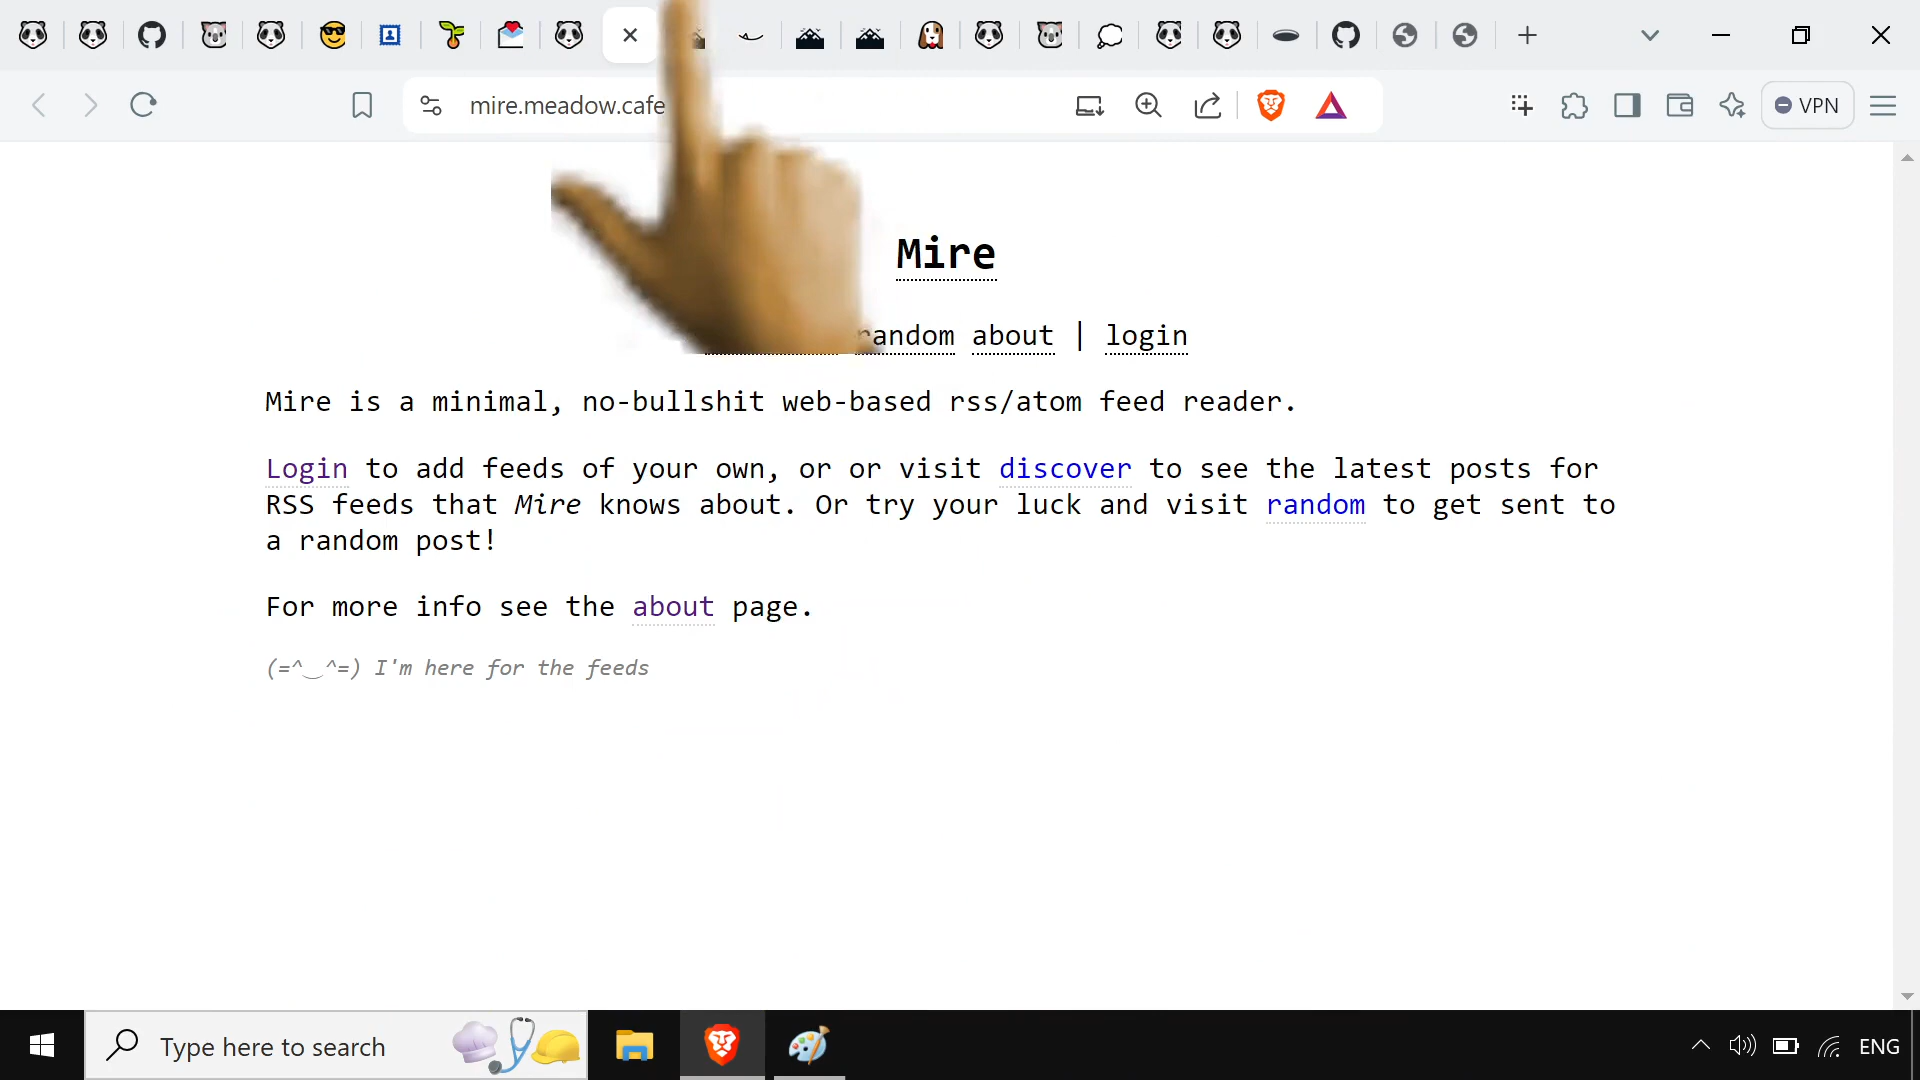 mire.meadow.cafe
VPN
Mire
random about | login
Mire is a minimal, no-bullshit web-based rss/atom feed reader.
Login to add feeds of your own, or or visit discover to see the latest posts for
RSS feeds that Mire knows about. Or try your luck and visit random to get sent to
a random post!
For more info see the about page.
(=^‿^=) I'm here for the feeds
Type here to search
ENG